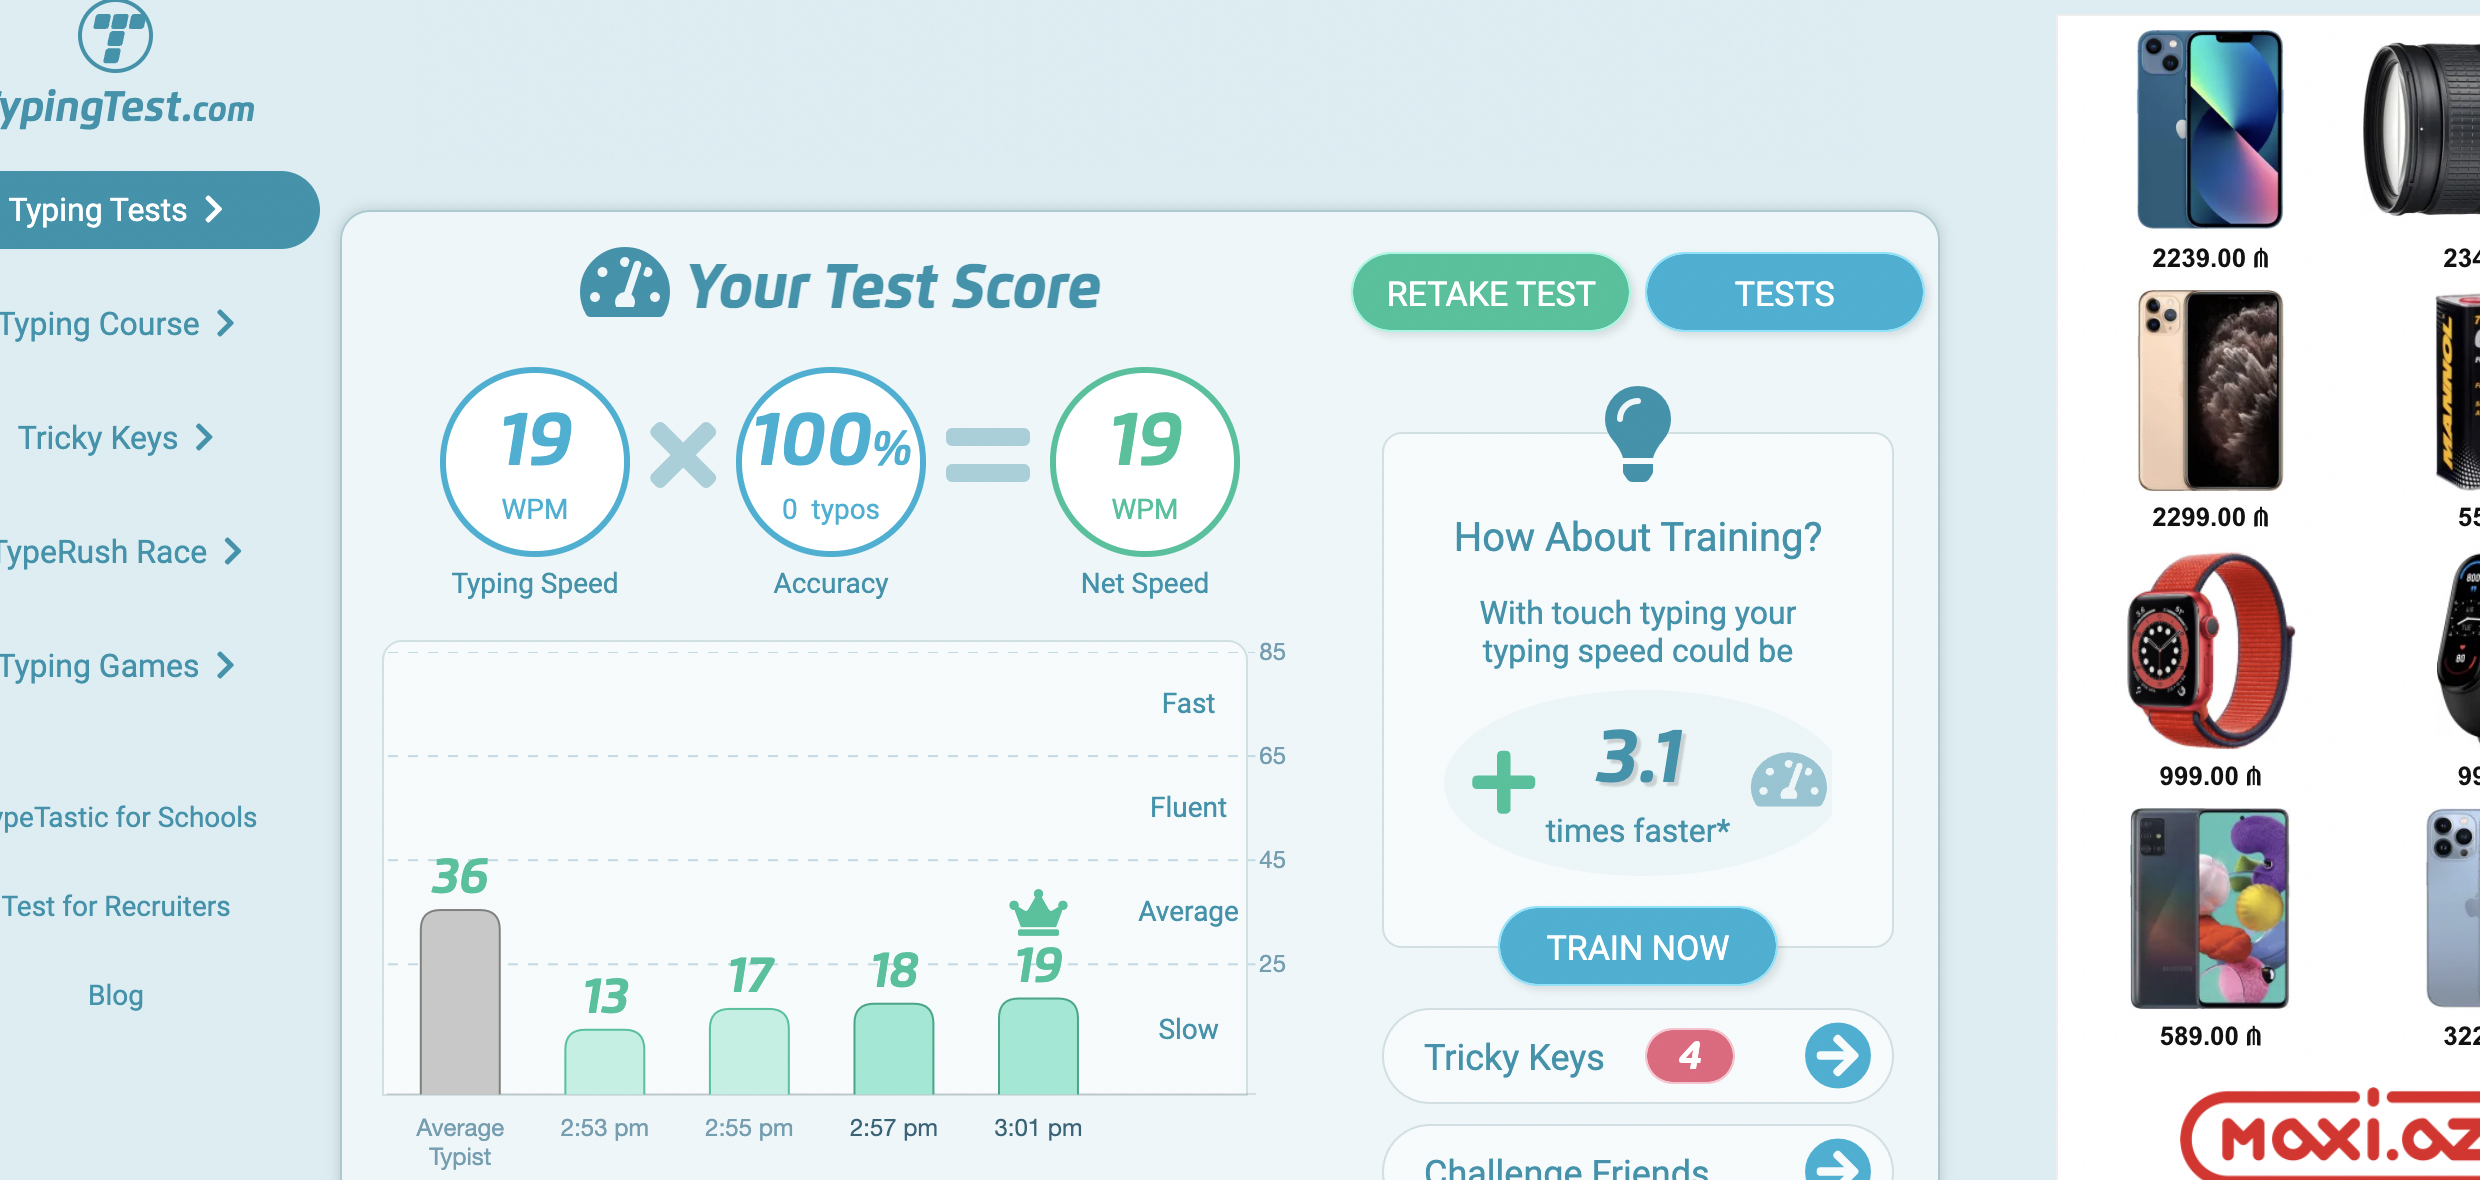 ypingTest.com
Typing Tests
Typing Course
Tricky Keys
TypeRush Race
Typing Games
ypeTastic for Schools
Test for Recruiters
Blog
Your Test Score
RETAKE TEST
TESTS
19
WPM
Typing Speed
100%
0 typos
Accuracy
19
WPM
Net Speed
85
Fast
65
Fluent
45
Average
25
Slow
36
13
17
18
19
Average
Typist
2:53 pm
2:55 pm
2:57 pm
3:01 pm
How About Training?
With touch typing your
typing speed could be
3.1
times faster*
TRAIN NOW
Tricky Keys 4
Challenge Friends
2239.00 ₼
234
2299.00 ₼
MANNOL
55
999.00 ₼
99
589.00 ₼
322
maxi.az